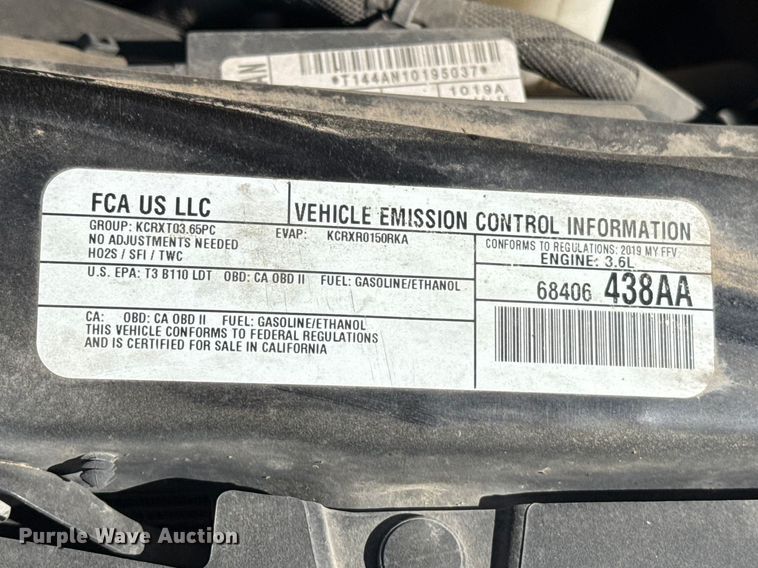 AN
*T144AN10195037*
1019A
FCA US LLC
VEHICLE EMISSION CONTROL INFORMATION
GROUP: KCRXT03.65PC EVAP: KCRXR0150RKA
NO ADJUSTMENTS NEEDED
HO2S / SFI / TWC
CONFORMS TO REGULATIONS: 2019 MY FFV
ENGINE: 3.6L
U.S. EPA: T3 B110 LDT OBD: CA OBD II FUEL: GASOLINE/ETHANOL
68406 438AA
CA: OBD: CA OBD II FUEL: GASOLINE/ETHANOL
THIS VEHICLE CONFORMS TO FEDERAL REGULATIONS
AND IS CERTIFIED FOR SALE IN CALIFORNIA
Purple Wave Auction